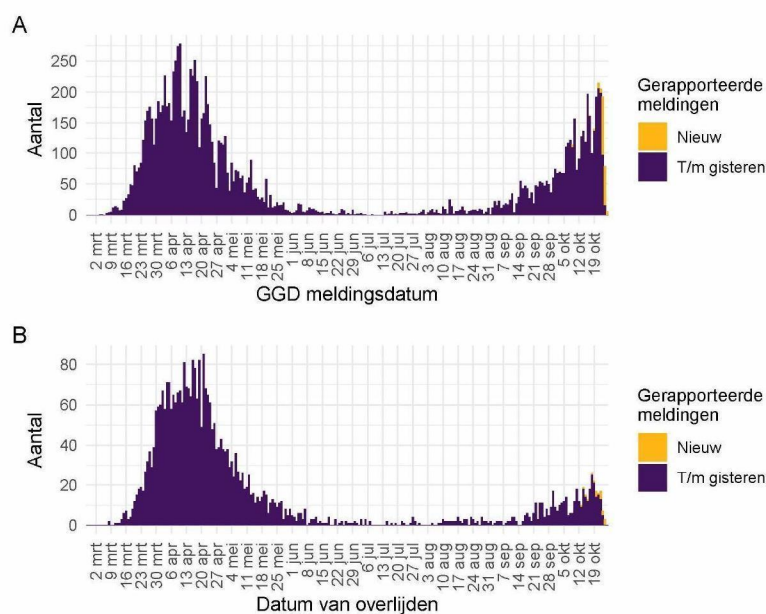 A
Aantal
250
200
150
100
50
0
2 mrt
9 mrt
16 mrt
23 mrt
30 mrt
6 apr
13 apr
20 apr
27 apr
4 mei
11 mei
18 mei
25 mei
1 jun
8 jun
15 jun
22 jun
29 jun
6 jul
13 jul
20 jul
27 jul
3 aug
10 aug
17 aug
24 aug
31 aug
7 sep
14 sep
21 sep
28 sep
5 okt
12 okt
19 okt
GGD meldingsdatum
Gerapporteerde
meldingen
Nieuw
T/m gisteren
B
Aantal
80
60
40
20
0
2 mrt
9 mrt
16 mrt
23 mrt
30 mrt
6 apr
13 apr
20 apr
27 apr
4 mei
11 mei
18 mei
25 mei
1 jun
8 jun
15 jun
22 jun
29 jun
6 jul
13 jul
20 jul
27 jul
3 aug
10 aug
17 aug
24 aug
31 aug
7 sep
14 sep
21 sep
28 sep
5 okt
12 okt
19 okt
Datum van overlijden
Gerapporteerde
meldingen
Nieuw
T/m gisteren